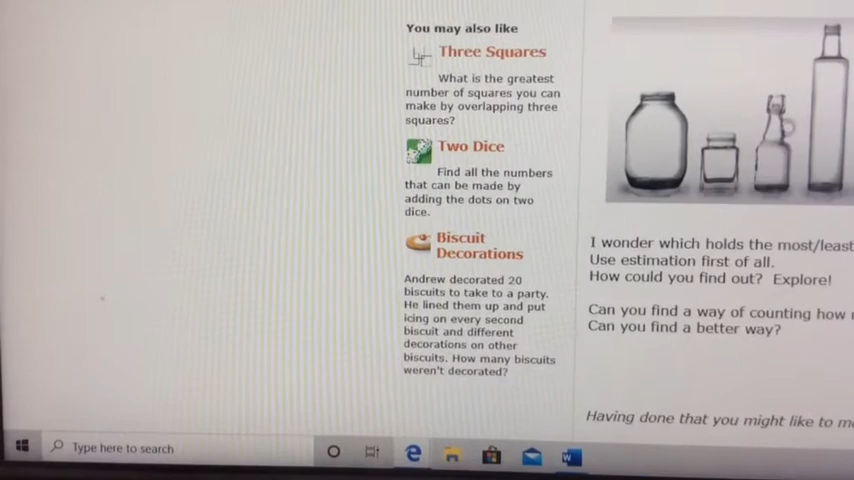 You may also like
Three Squares
What is the greatest
number of squares you can
make by overlapping three
squares?
Two Dice
Find all the numbers
that can be made by
adding the dots on two
dice.
Biscuit
Decorations
Andrew decorated 20
biscuits to take to a party.
He lined them up and put
icing on every second
biscuit and different
decorations on other
biscuits. How many biscuits
weren't decorated?
I wonder which holds the most/least
Use estimation first of all.
How could you find out? Explore!
Can you find a way of counting how
Can you find a better way?
Having done that you might like to
Type here to search